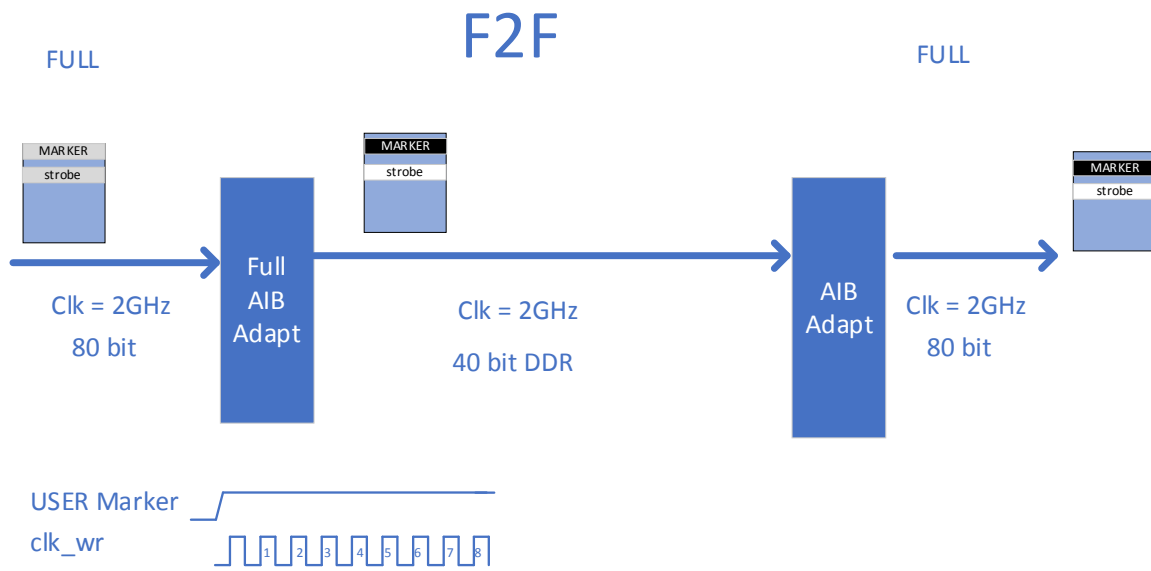 F2F
FULL
FULL
MARKER
strobe
MARKER
strobe
MARKER
strobe
Full
AIB
Adapt
AIB
Adapt
Clk = 2GHz
80 bit
Clk = 2GHz
40 bit DDR
Clk = 2GHz
80 bit
USER Marker
clk_wr
1 2 3 4 5 6 7 8